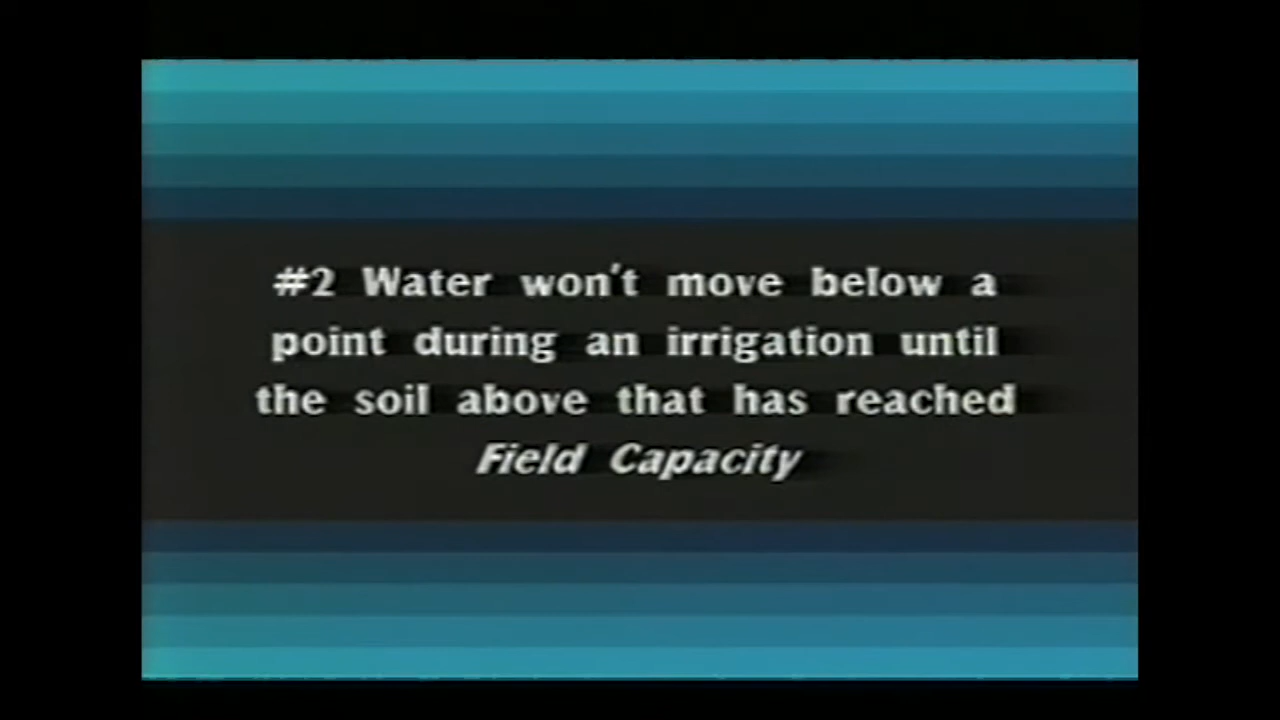 #2 Water won't move below a
point during an irrigation until
the soil above that has reached
Field Capacity